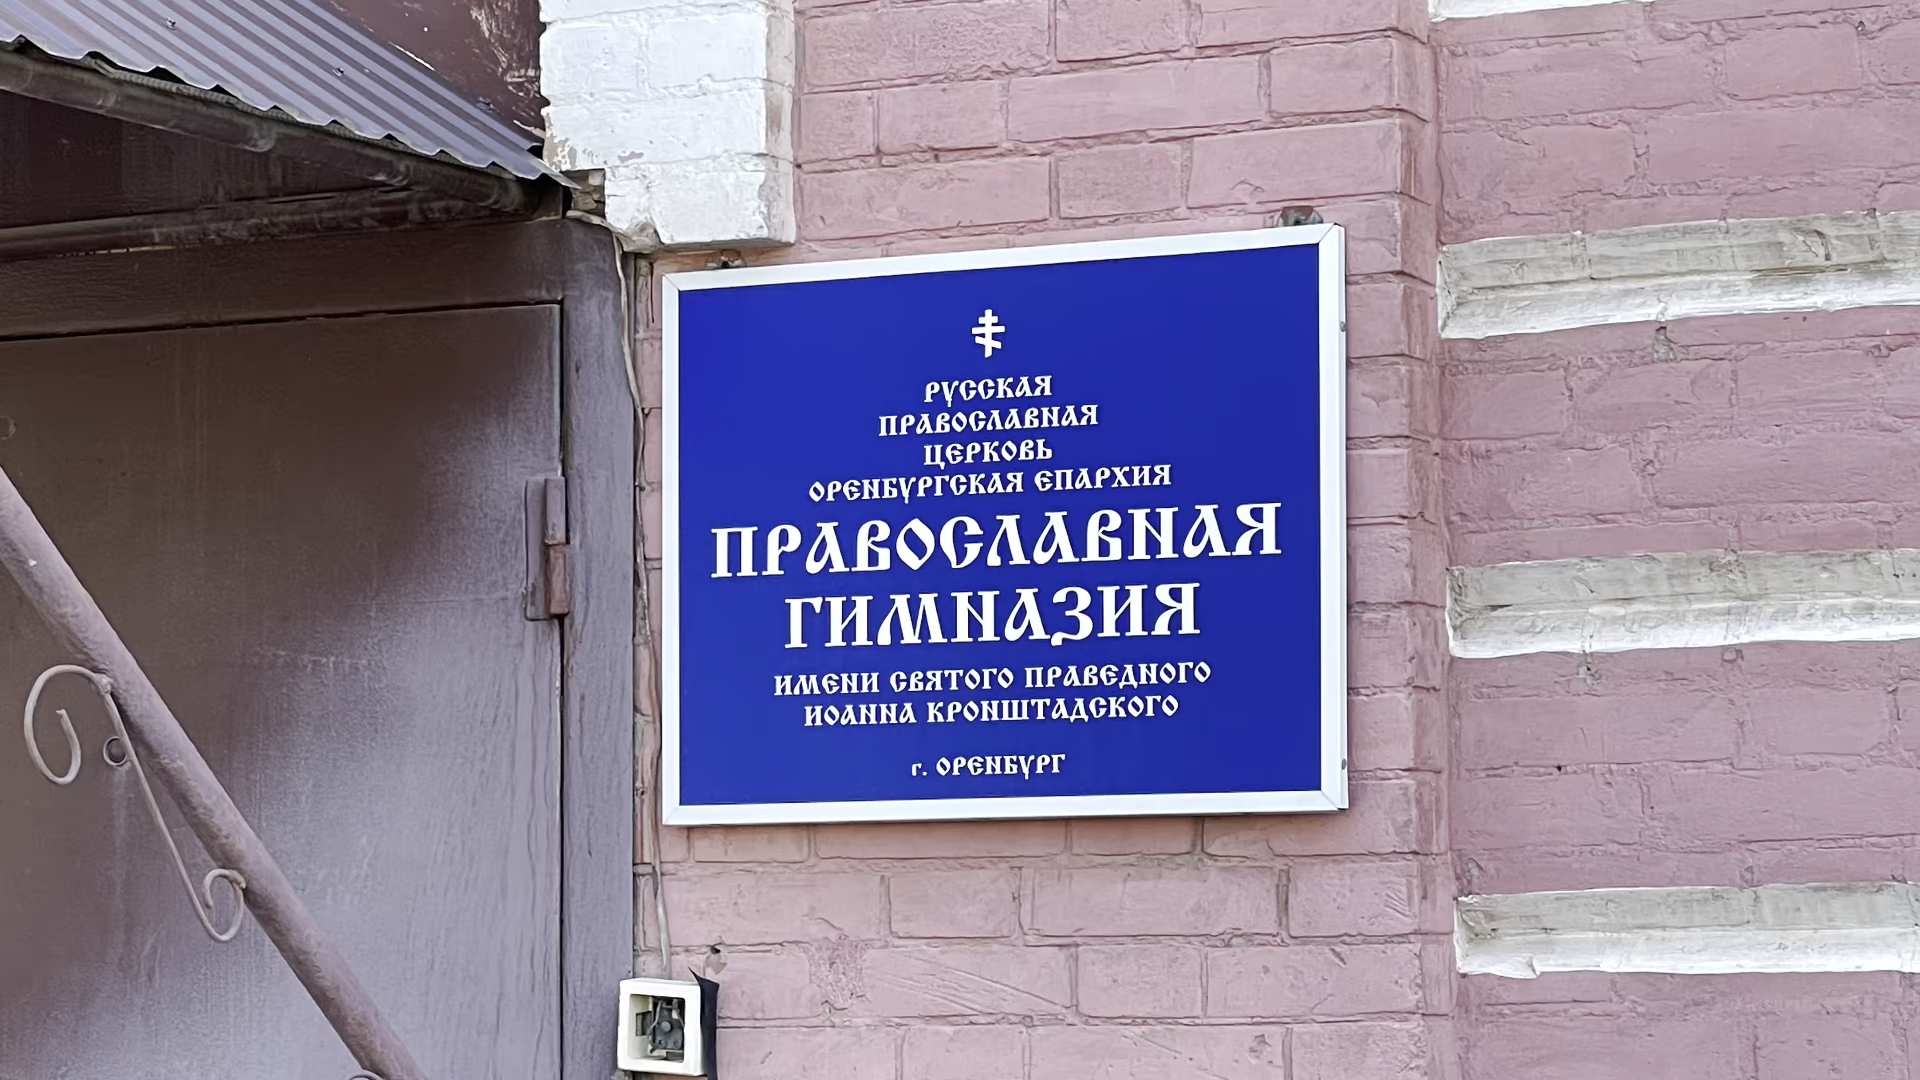 РУССКАЯ
ПРАВОСЛАВНАЯ
ЦЕРКОВЬ
ОРЕНБУРГСКАЯ ЕПАРХИЯ
ПРАВОСЛАВНАЯ
ГИМНАЗИЯ
ИМЕНИ СВЯТОГО ПРАВЕДНОГО
ИОАННА КРОНШТАДСКОГО
г. ОРЕНБУРГ